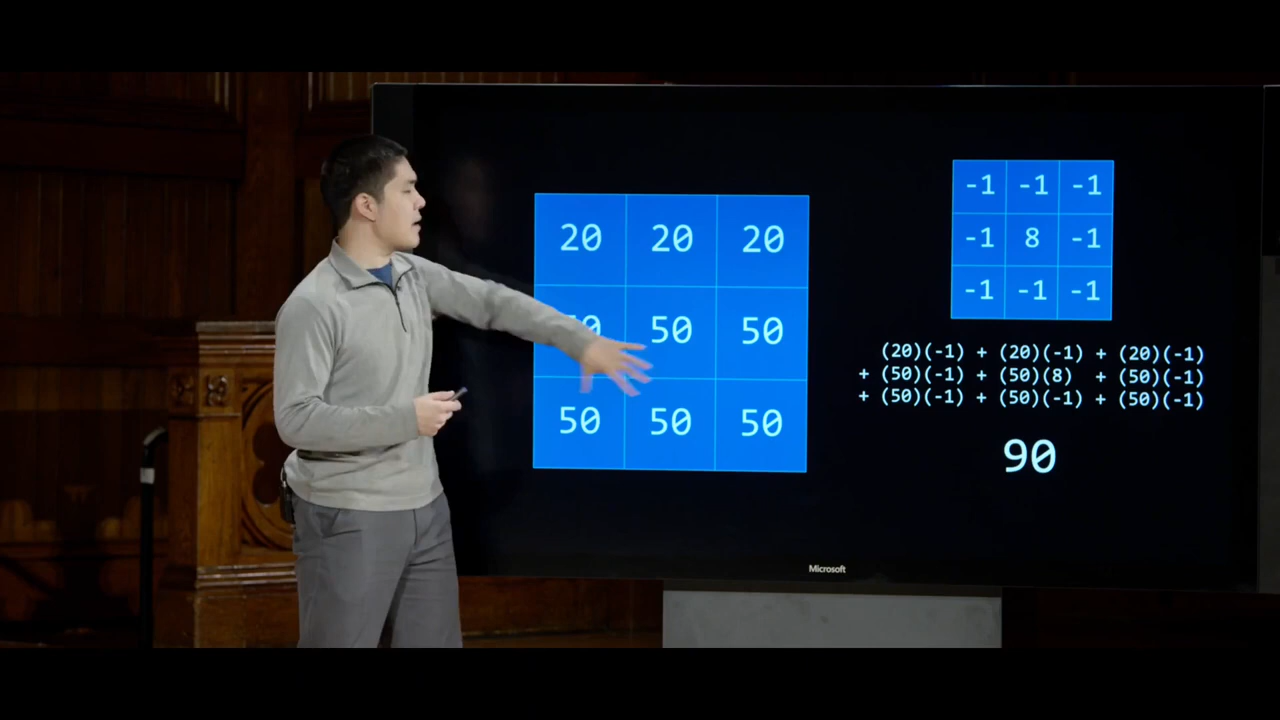 20 20 20
50 50
50 50 50
-1 -1 -1
-1 8 -1
-1 -1 -1
(20)(-1) + (20)(-1) + (20)(-1)
+ (50)(-1) + (50)(8) + (50)(-1)
+ (50)(-1) + (50)(-1) + (50)(-1)
90
Microsoft